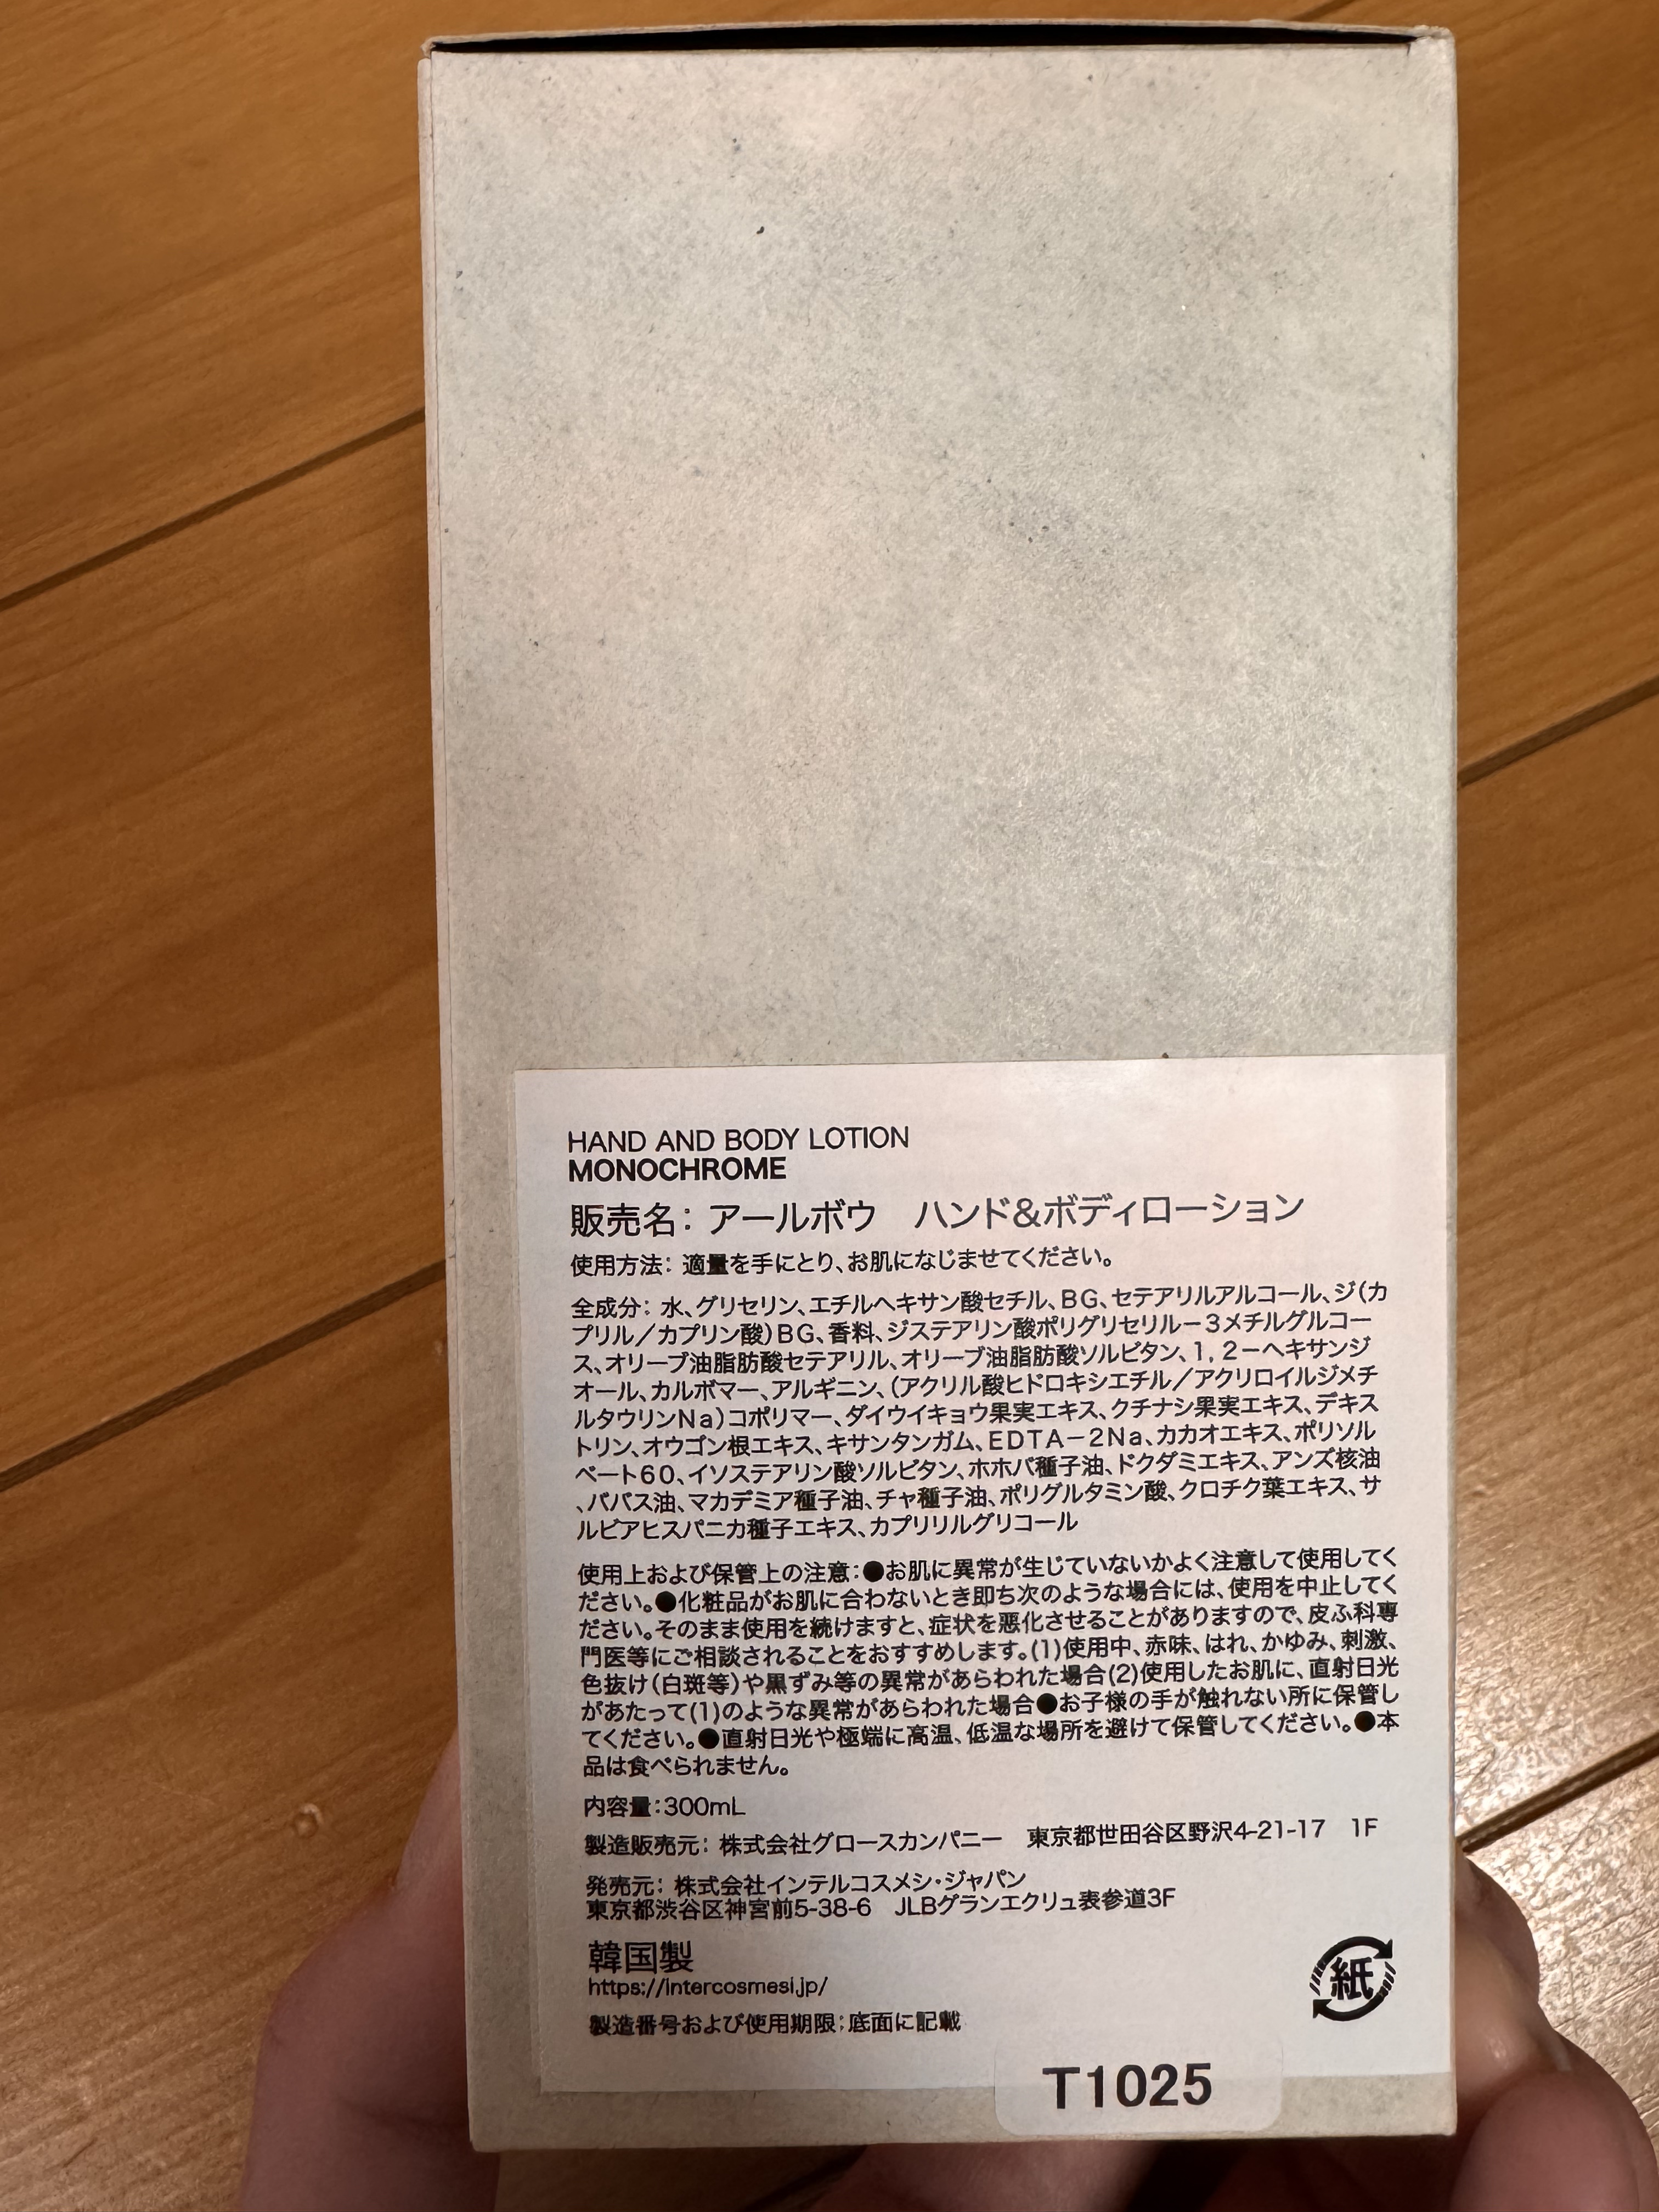 HAND AND BODY LOTION
MONOCHROME
販売名：アールボウ　ハンド＆ボディローション
使用方法：適量を手にとり、お肌になじませてください。
全成分：水、グリセリン、エチルヘキサン酸セチル、ＢＧ、セテアリルアルコール、ジ（カ
プリル／カプリン酸）ＢＧ、香料、ジステアリン酸ポリグリセリル－３メチルグルコー
ス、オリーブ油脂肪酸セテアリル、オリーブ油脂肪酸ソルビタン、１，２－ヘキサンジ
オール、カルボマー、アルギニン、（アクリル酸ヒドロキシエチル／アクリロイルジメチ
ルタウリンＮａ）コポリマー、ダイウイキョウ果実エキス、クチナシ果実エキス、デキス
トリン、オウゴン根エキス、キサンタンガム、ＥＤＴＡ－２Ｎａ、カカオエキス、ポリソル
ベート６０、イソステアリン酸ソルビタン、ホホバ種子油、ドクダミエキス、アンズ核油
、ババス油、マカデミア種子油、チャ種子油、ポリグルタミン酸、クロチク葉エキス、サ
ルビアヒスパニカ種子エキス、カプリリルグリコール
使用上および保管上の注意：●お肌に異常が生じていないかよく注意して使用してく
ださい。●化粧品がお肌に合わないとき即ち次のような場合には、使用を中止してく
ださい。そのまま使用を続けますと、症状を悪化させることがありますので、皮ふ科専
門医等にご相談されることをおすすめします。(1)使用中、赤味、はれ、かゆみ、刺激、
色抜け（白斑等）や黒ずみ等の異常があらわれた場合(2)使用したお肌に、直射日光
があたって(1)のような異常があらわれた場合●お子様の手が触れない所に保管し
てください。●直射日光や極端に高温、低温な場所を避けて保管してください。●本
品は食べられません。
内容量：300mL
製造販売元：株式会社グロースカンパニー　東京都世田谷区野沢4-21-17　1F
発売元：株式会社インテルコスメシ・ジャパン
東京都渋谷区神宮前5-38-6　JLBグランエクリュ表参道3F
韓国製
https://intercosmesi.jp/
紙
製造番号および使用期限：底面に記載
T1025